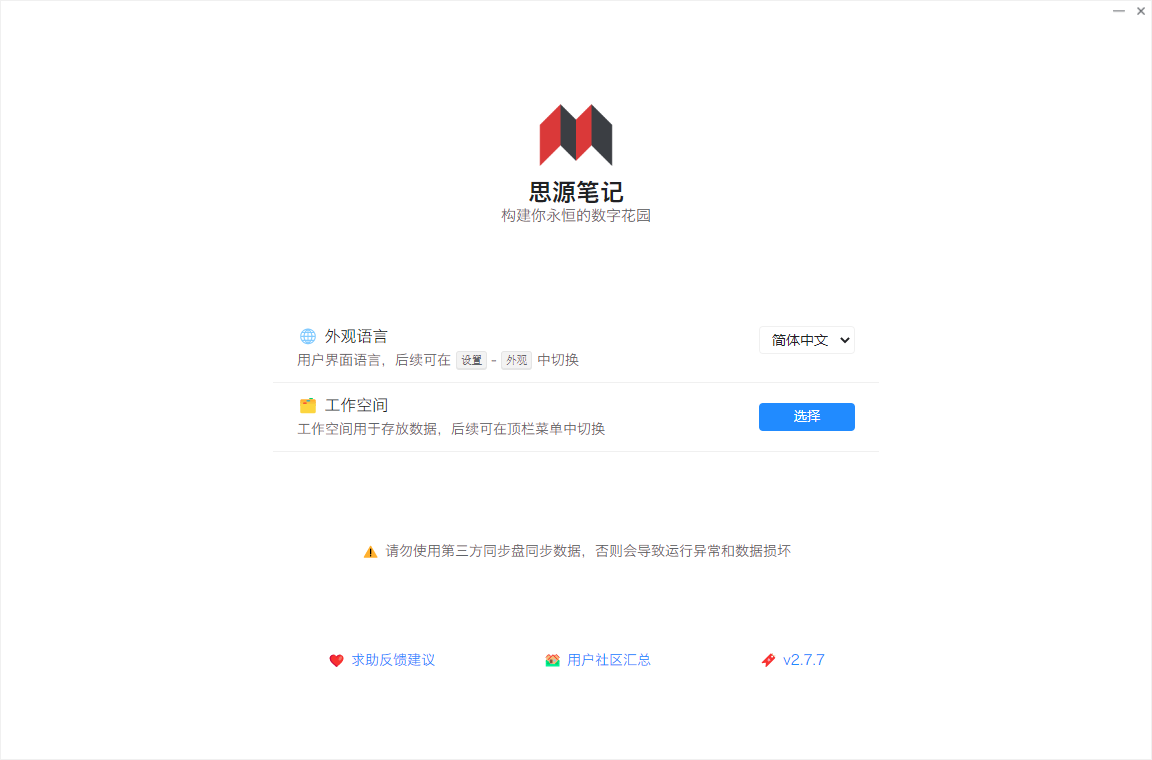 思源笔记
构建你永恒的数字花园
外观语言
简体中文
用户界面语言，后续可在 设置 - 外观 中切换
工作空间
选择
工作空间用于存放数据，后续可在顶栏菜单中切换
请勿使用第三方同步盘同步数据，否则会导致运行异常和数据损坏
求助反馈建议
用户社区汇总
v2.7.7